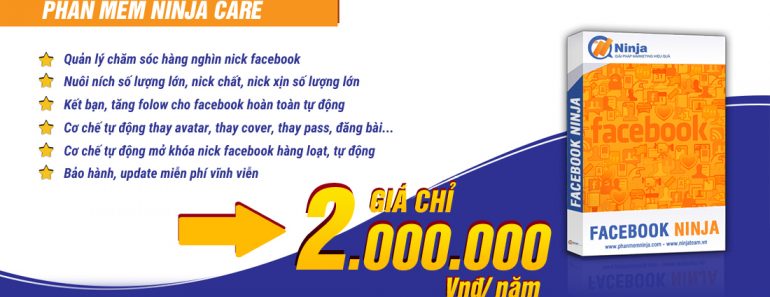 PHẦN MỀM NINJA CARE
Quản lý chăm sóc hàng nghìn nick facebook
Nuôi ních số lượng lớn, nick chất, nick xịn số lượng lớn
Kết bạn, tăng folow cho facebook hoàn toàn tự động
Cơ chế tự động thay avatar, thay cover, thay pass, đăng bài...
Cơ chế tự động mở khóa nick facebook hàng loạt, tự động
Bảo hành, update miễn phí vĩnh viễn
GIÁ CHỈ
2.000.000
Vnđ/ năm
Ninja
GIẢI PHÁP MARKETING HIỆU QUẢ
facebook
FACEBOOK NINJA
FACEBOOK NINJA
www.phanmemninja.com - www.ninjateam.vn